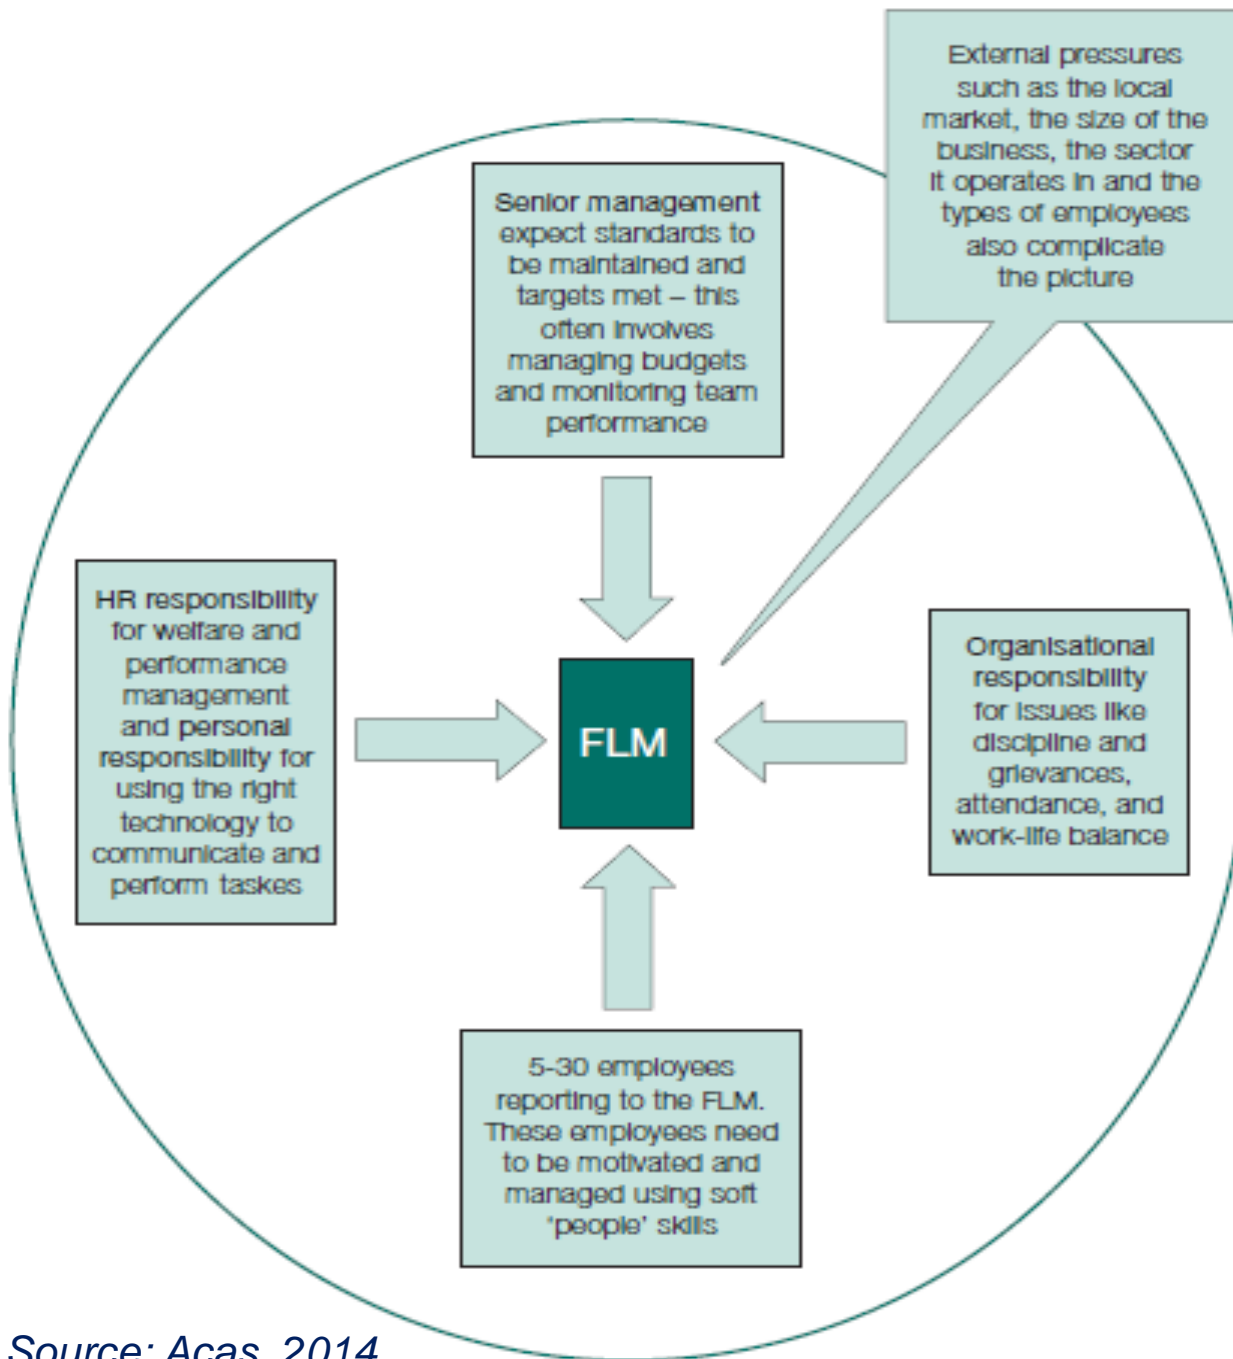 External pressures
such as the local
market, the size of the
business, the sector
it operates in and the
types of employees
also complicate
the picture
Senior management
expect standards to
be maintained and
targets met – this
often involves
managing budgets
and monitoring team
performance
HR responsibility
for welfare and
performance
management
and personal
responsibility for
using the right
technology to
communicate and
perform taskes
FLM
Organisational
responsibility
for issues like
discipline and
grievances,
attendance, and
work-life balance
5-30 employees
reporting to the FLM.
These employees need
to be motivated and
managed using soft
‘people’ skills
Source: Acas, 2014